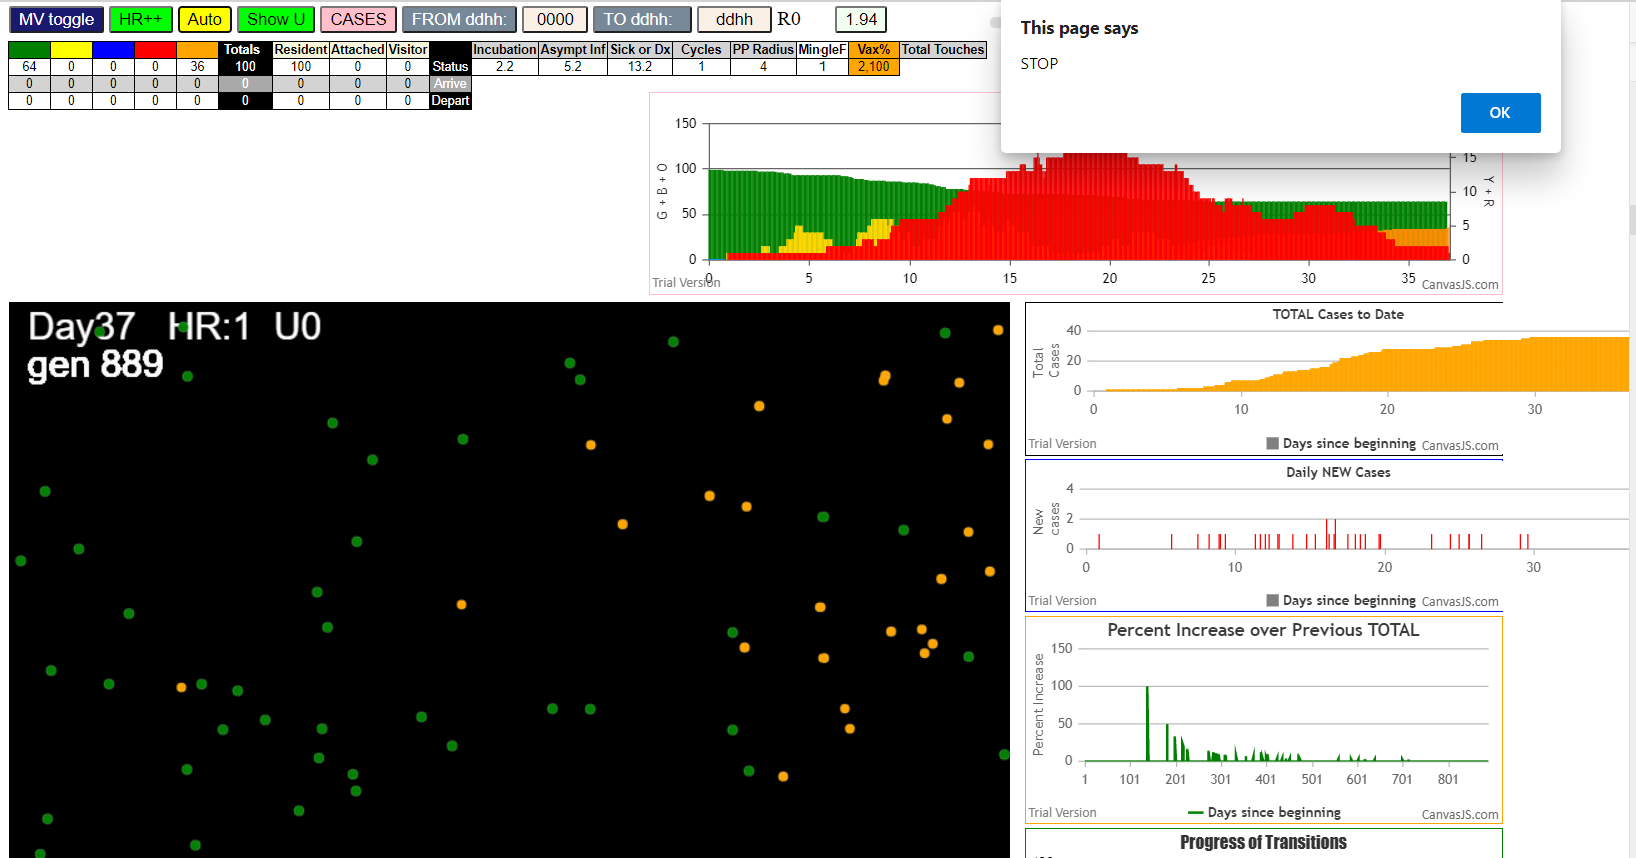 MV toggle HR++ Auto Show U CASES FROM ddhh: 0000 TO ddhh: ddhh R0 1.94
This page says
STOP
OK
Totals Resident Attached Visitor Incubation Asympt Inf Sick or Dx Cycles PP Radius MingleF Vax% Total Touches
64 0 0 0 36 100 100 0 0 Status 2.2 5.2 13.2 1 4 1 2,100
0 0 0 0 0 0 0 0 0 Arrive
0 0 0 0 0 0 0 0 0 Depart
150
100
50
0
G + B + O
15
10
5
0
Y + R
0 5 10 15 20 25 30 35
Trial Version CanvasJS.com
Day37 HR:1 U0
gen 889
TOTAL Cases to Date
40
20
0
Total
Cases
0 10 20 30
Days since beginning
Trial Version CanvasJS.com
Daily NEW Cases
4
2
0
New
cases
0 10 20 30
Days since beginning
Trial Version CanvasJS.com
Percent Increase over Previous TOTAL
150
100
50
0
Percent Increase
1 101 201 301 401 501 601 701 801
Days since beginning
Trial Version CanvasJS.com
Progress of Transitions